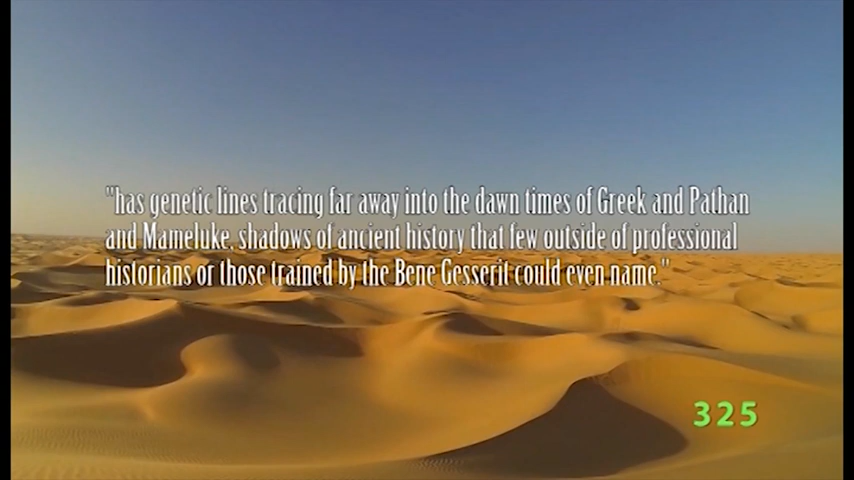 "has genetic lines tracing far away into the dawn times of Greek and Pathan
and Mameluke, shadows of ancient history that few outside of professional
historians or those trained by the Bene Gesserit could even name."
325